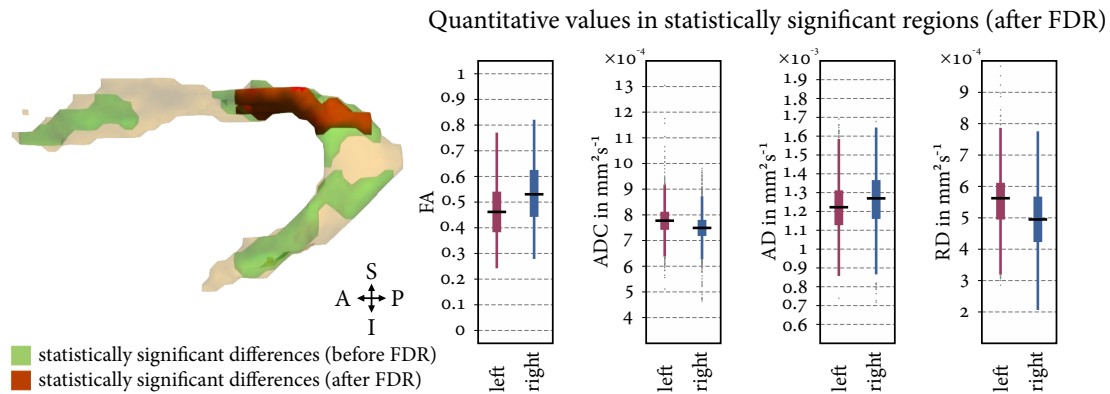 Quantitative values in statistically significant regions (after FDR)
S
A P
I
statistically significant differences (before FDR)
statistically significant differences (after FDR)
FA
1
0.9
0.8
0.7
0.6
0.5
0.4
0.3
0.2
0.1
0
left
right
×10⁻⁴
ADC in mm²s⁻¹
13
12
11
10
9
8
7
6
5
4
left
right
×10⁻³
AD in mm²s⁻¹
1.9
1.8
1.7
1.6
1.5
1.4
1.3
1.2
1.1
1
0.9
0.8
0.7
0.6
left
right
×10⁻⁴
RD in mm²s⁻¹
9
8
7
6
5
4
3
2
left
right